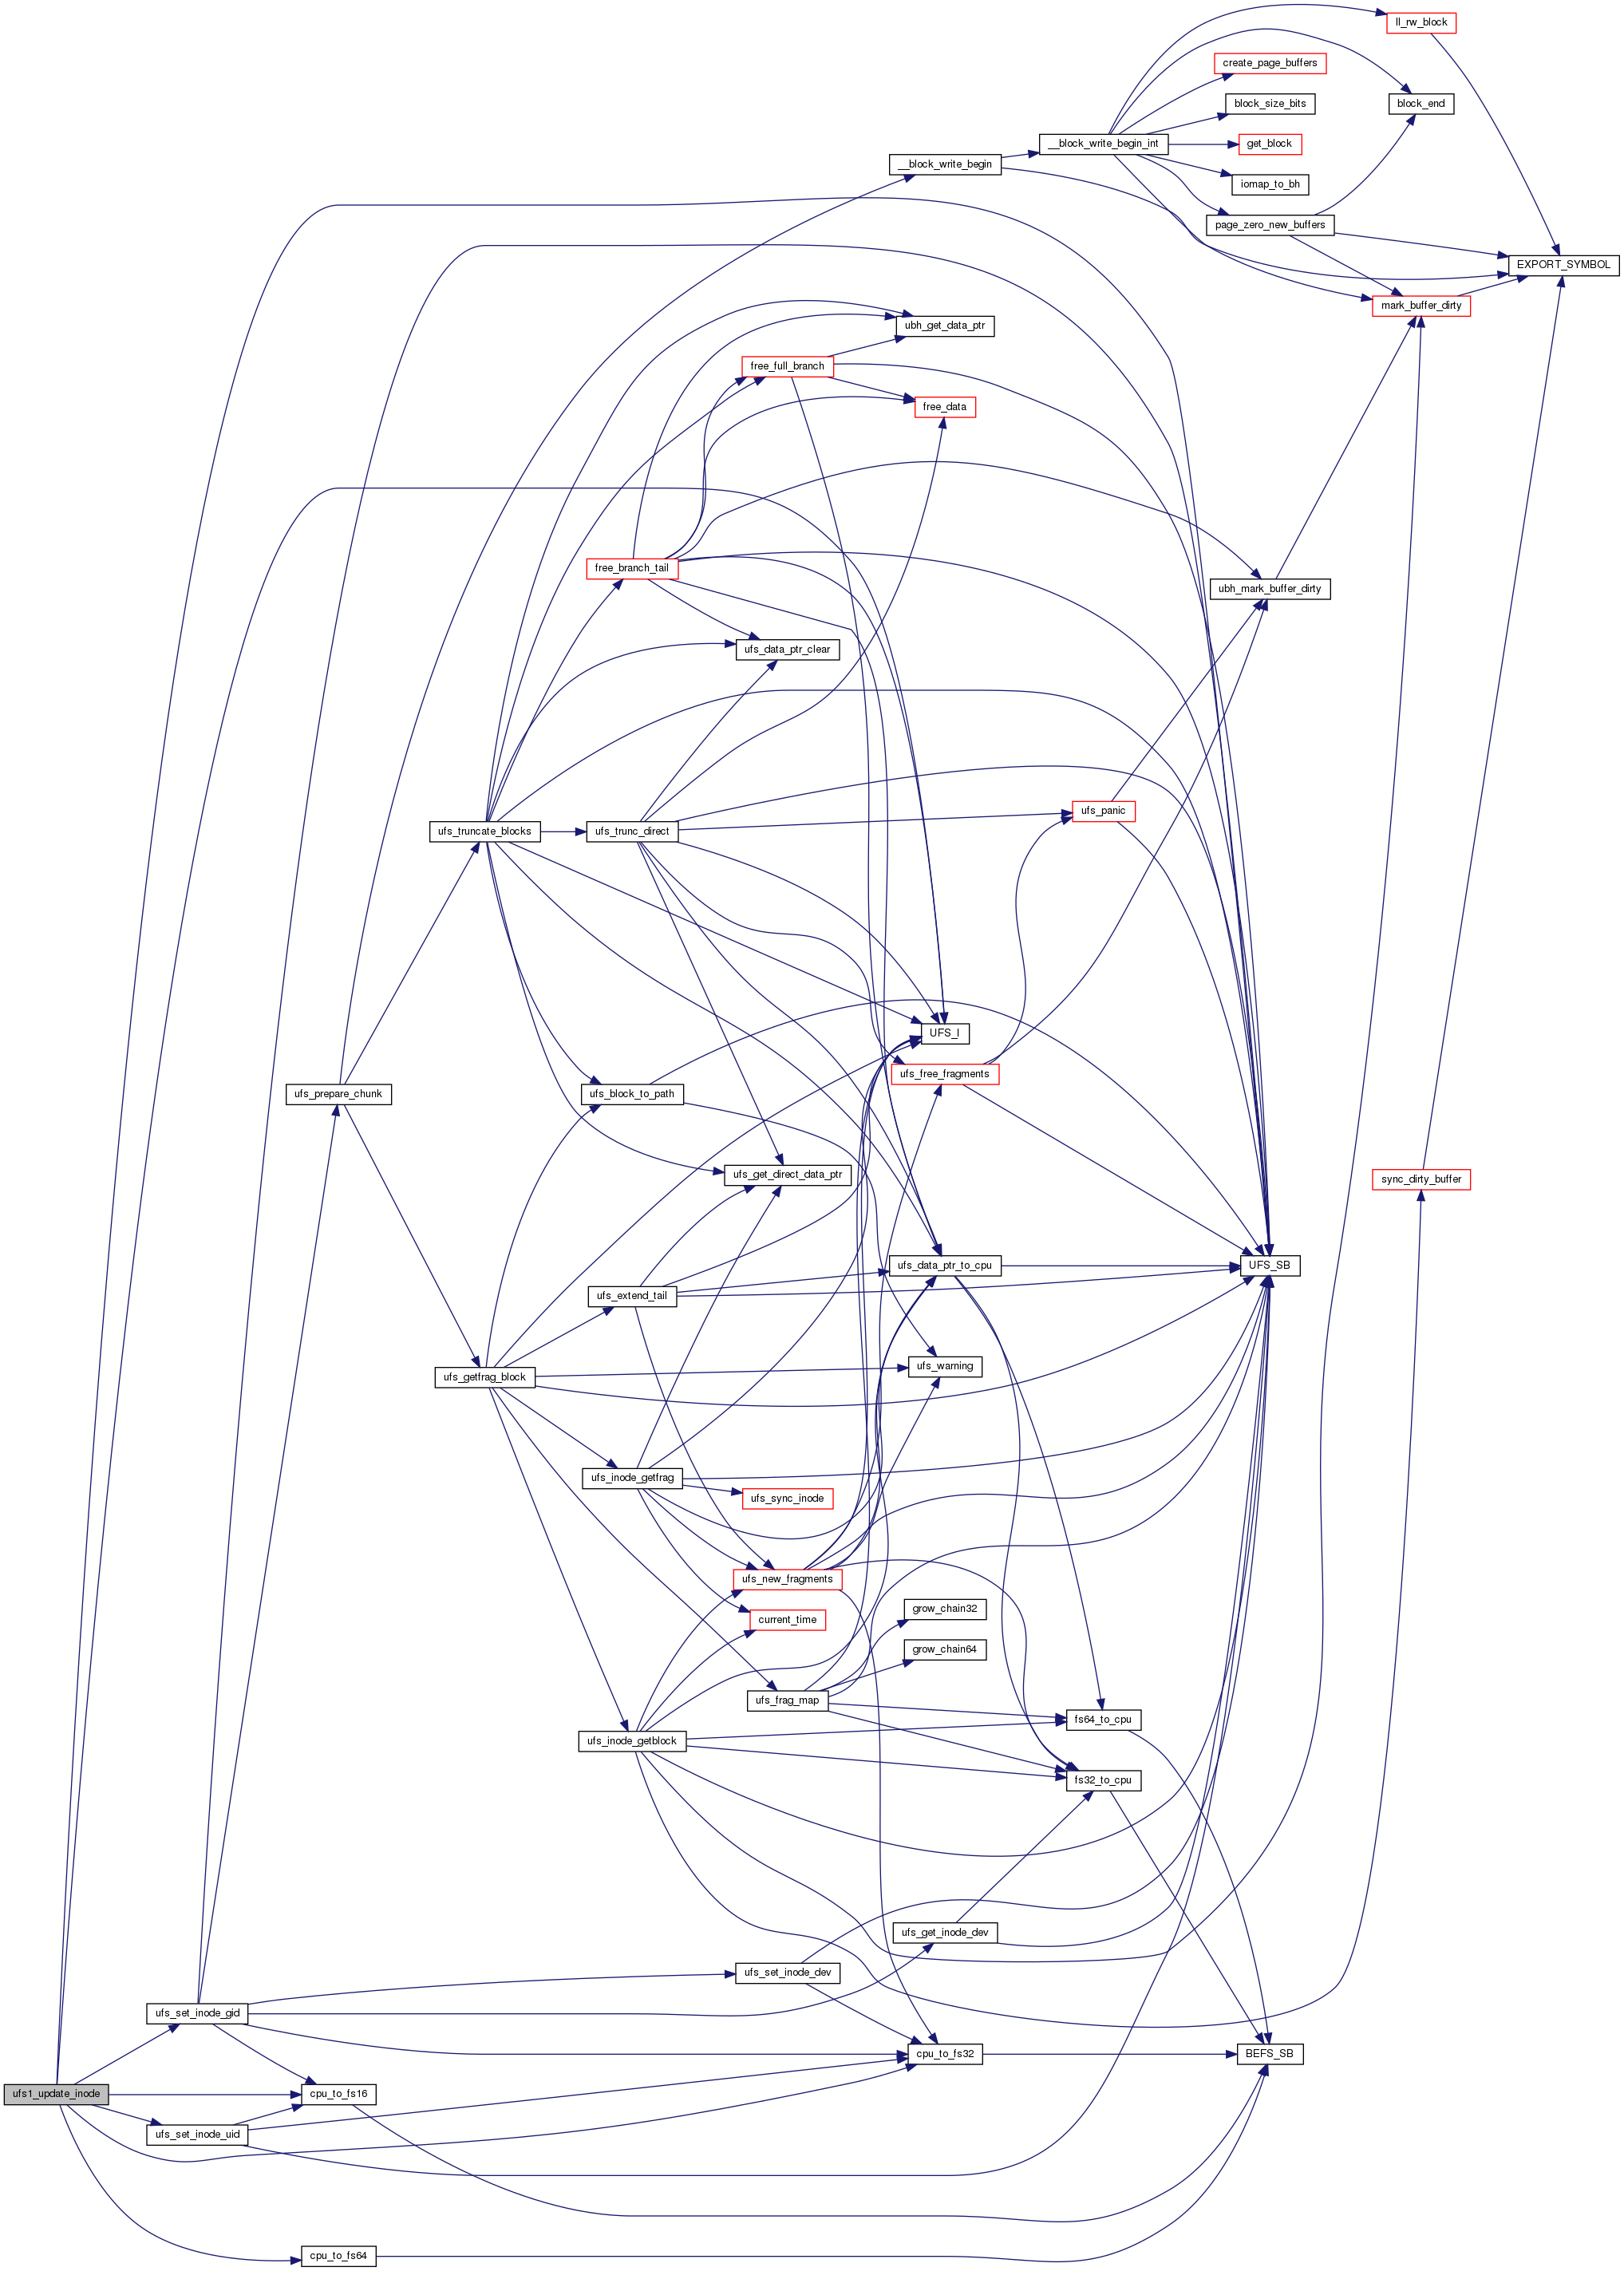 ll_rw_block
create_page_buffers
block_size_bits
block_end
__block_write_begin_int
get_block
__block_write_begin
iomap_to_bh
page_zero_new_buffers
EXPORT_SYMBOL
mark_buffer_dirty
ubh_get_data_ptr
free_full_branch
free_data
free_branch_tail
ubh_mark_buffer_dirty
ufs_data_ptr_clear
ufs_panic
ufs_truncate_blocks
ufs_trunc_direct
UFS_I
ufs_free_fragments
ufs_prepare_chunk
ufs_block_to_path
ufs_get_direct_data_ptr
sync_dirty_buffer
ufs_data_ptr_to_cpu
UFS_SB
ufs_extend_tail
ufs_warning
ufs_getfrag_block
ufs_inode_getfrag
ufs_sync_inode
ufs_new_fragments
grow_chain32
current_time
grow_chain64
ufs_frag_map
fs64_to_cpu
ufs_inode_getblock
fs32_to_cpu
ufs_get_inode_dev
ufs_set_inode_dev
ufs_set_inode_gid
cpu_to_fs32
BEFS_SB
ufs1_update_inode
cpu_to_fs16
ufs_set_inode_uid
cpu_to_fs64